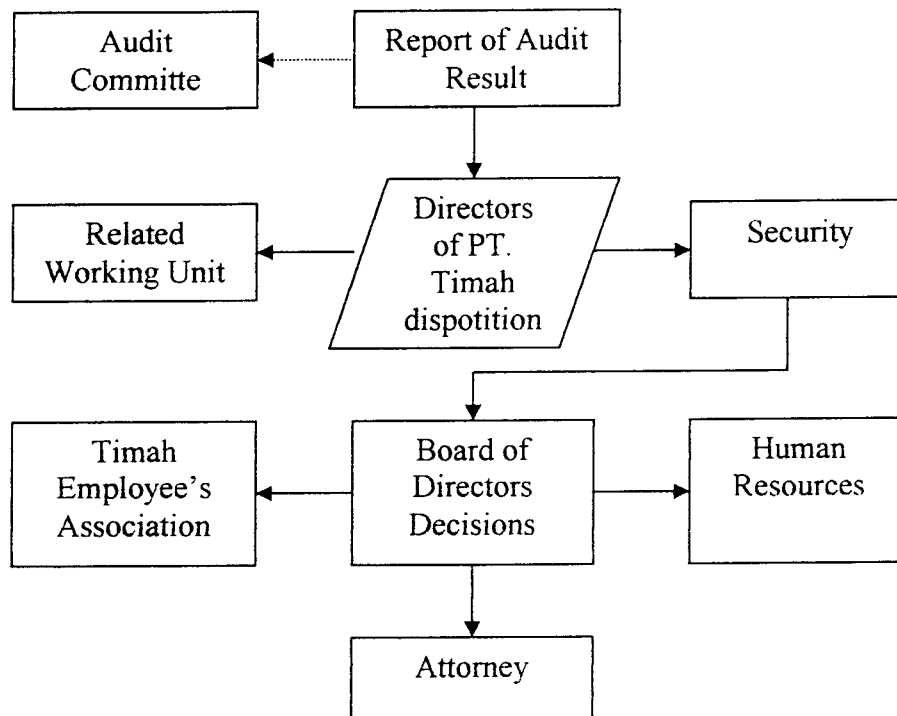 Audit
Committe
Report of Audit
Result
Related
Working Unit
Directors
of PT.
Timah
dispotition
Security
Timah
Employee's
Association
Board of
Directors
Decisions
Human
Resources
Attorney